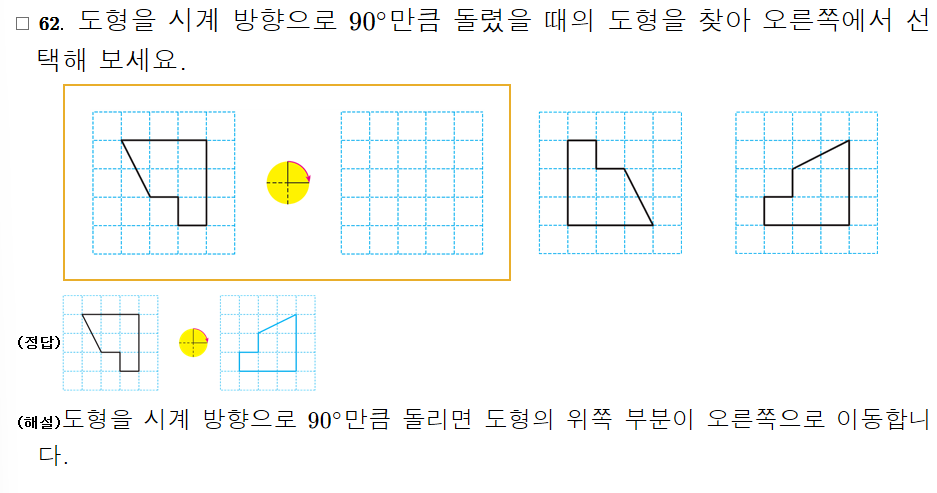 □ 62. 도형을 시계 방향으로 90°만큼 돌렸을 때의 도형을 찾아 오른쪽에서 선
택해 보세요.
(정답)
(해설)도형을 시계 방향으로 90°만큼 돌리면 도형의 위쪽 부분이 오른쪽으로 이동합니
다.